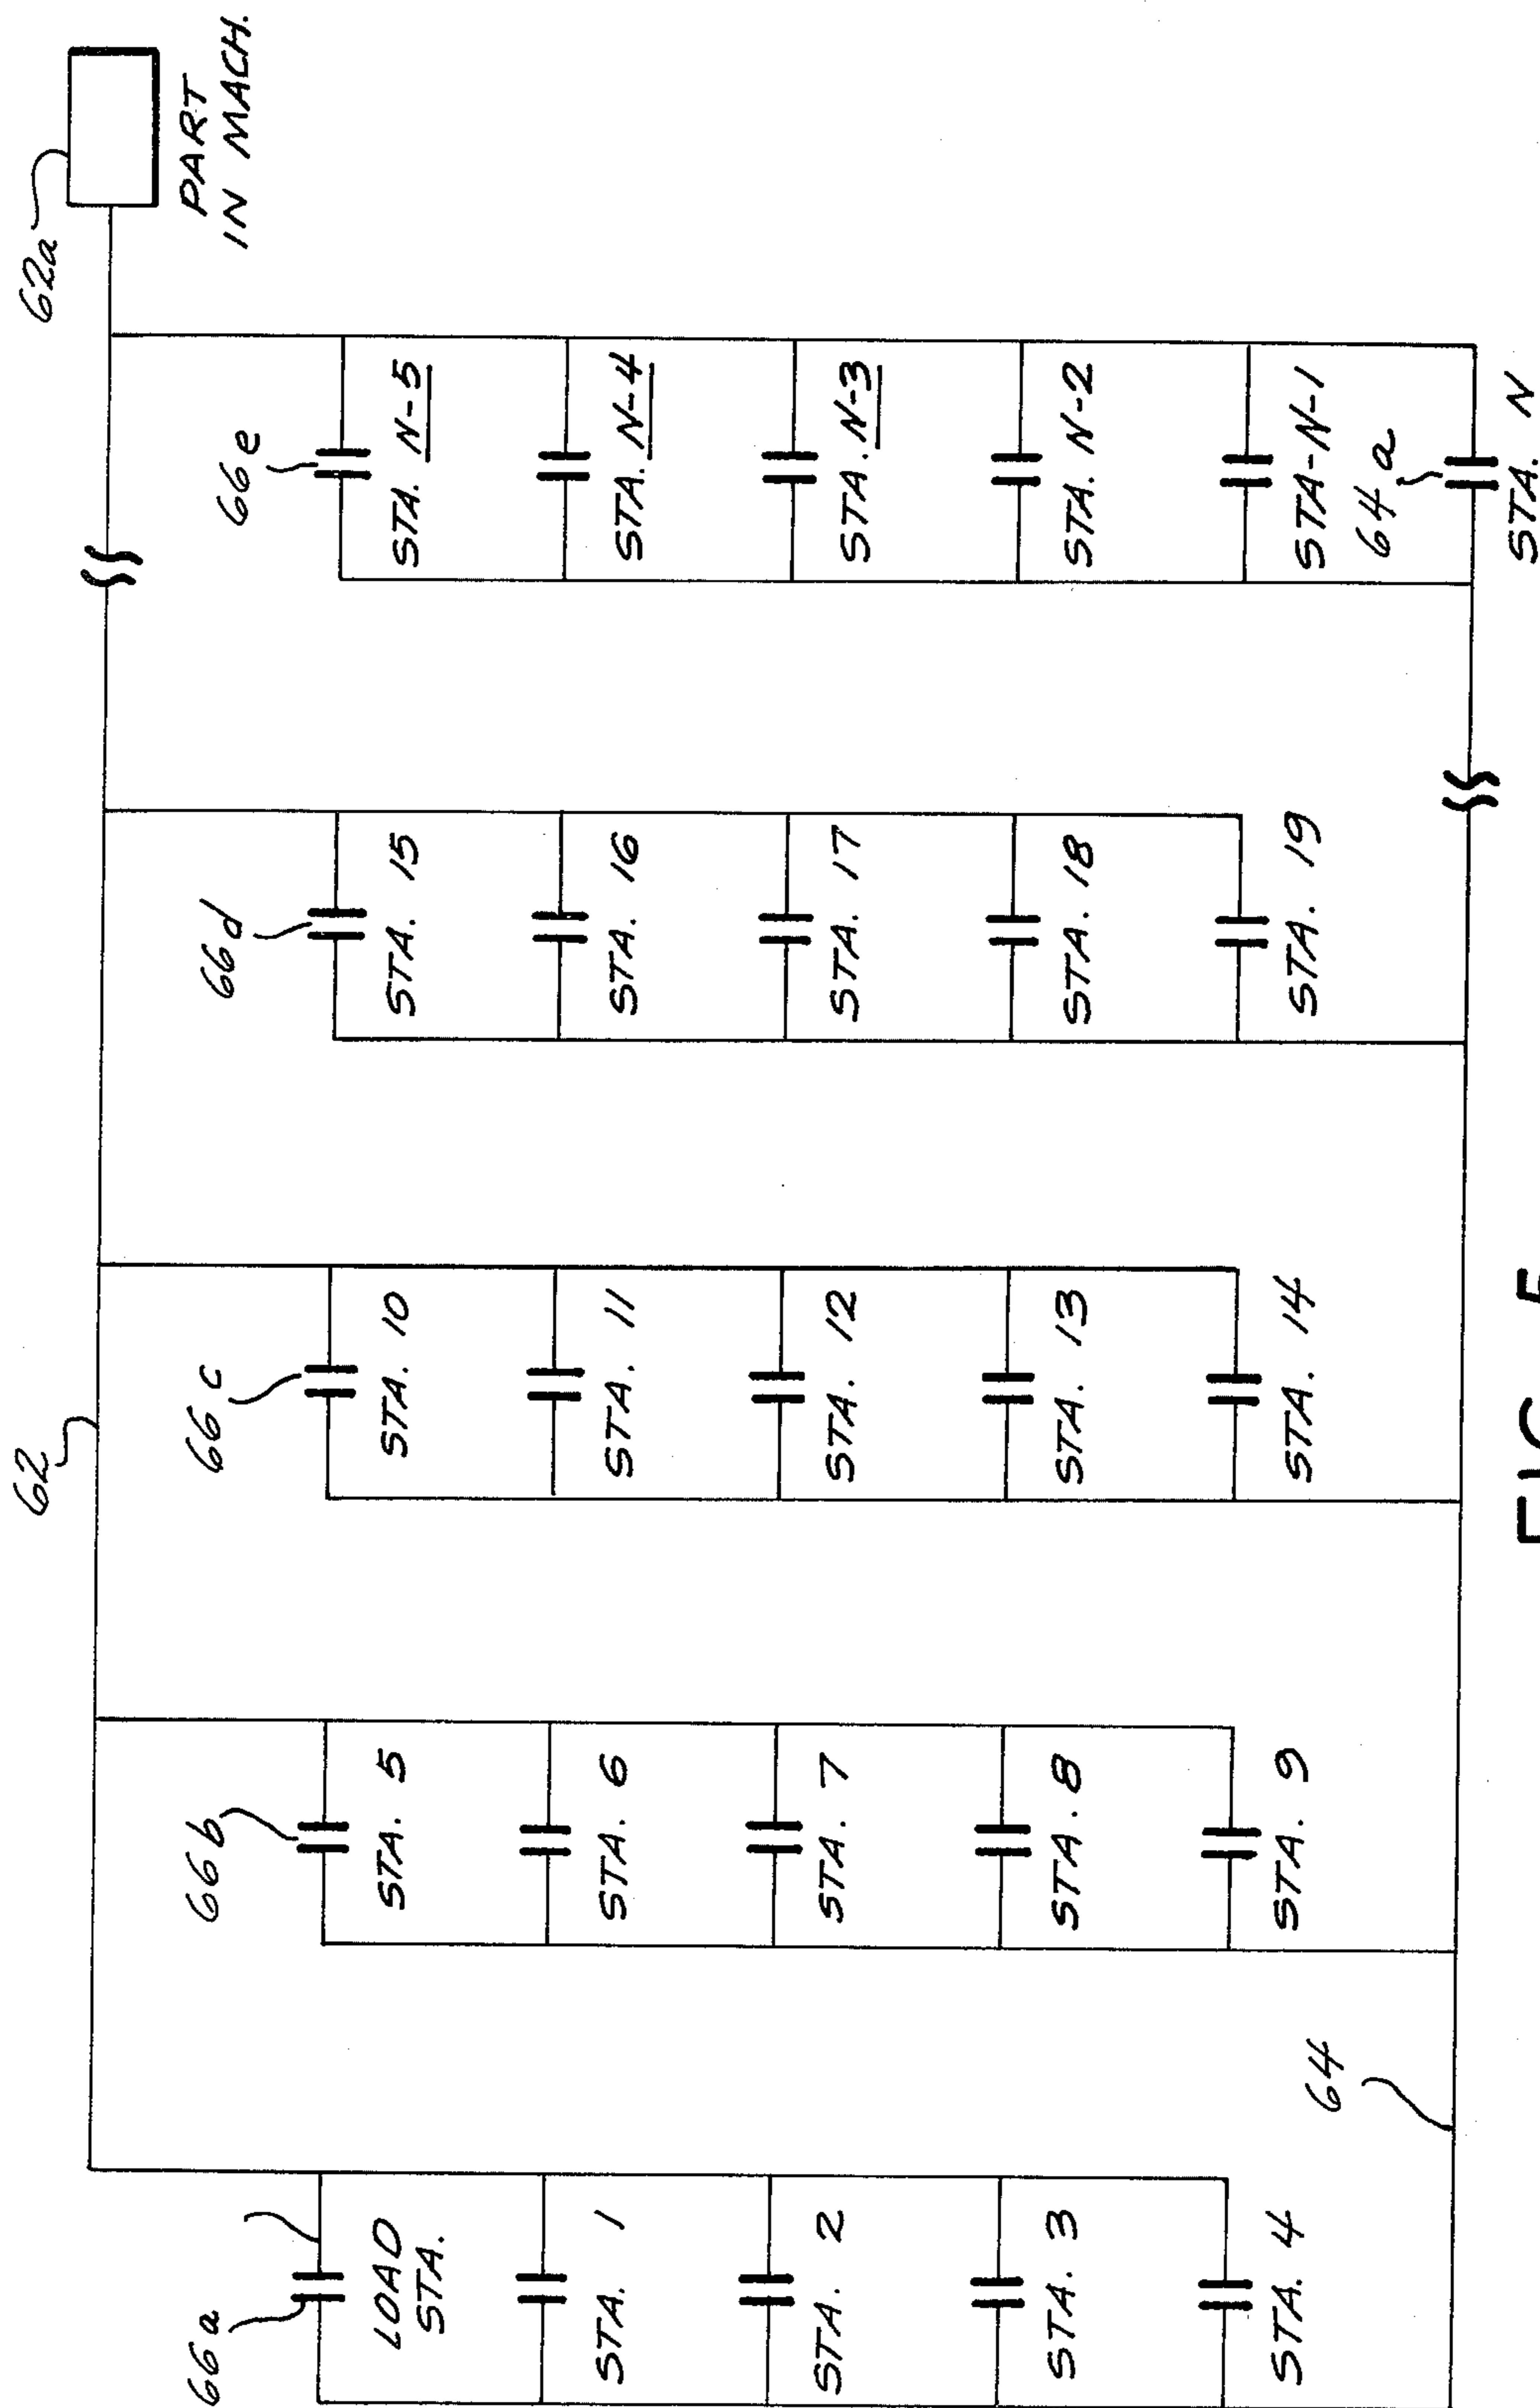 62
62a
PART
IN MACH.
66a
LOAD
STA.
STA. 1
STA. 2
STA. 3
STA. 4
66b
STA. 5
STA. 6
STA. 7
STA. 8
STA. 9
66c
STA. 10
STA. 11
STA. 12
STA. 13
STA. 14
66d
STA. 15
STA. 16
STA. 17
STA. 18
STA. 19
66e
STA. N-5
STA. N-4
STA. N-3
STA. N-2
STA-N-1
64a
STA. N
64